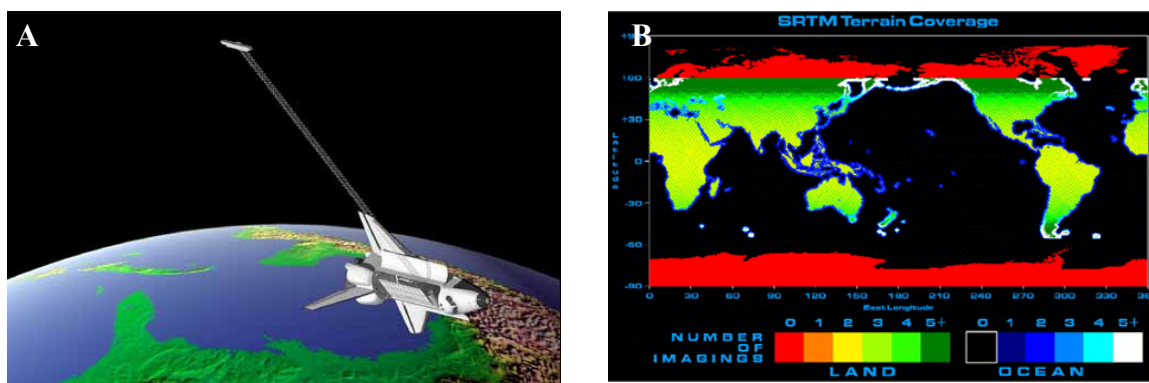 A
B
SRTM Terrain Coverage
+60
+30
0
-30
-60
-90
0 30 60 90 120 150 180 210 240 270 300 330 360
East Longitude
0 1 2 3 4 5+ 0 1 2 3 4 5+
NUMBER
OF
IMAGINGS
LAND OCEAN